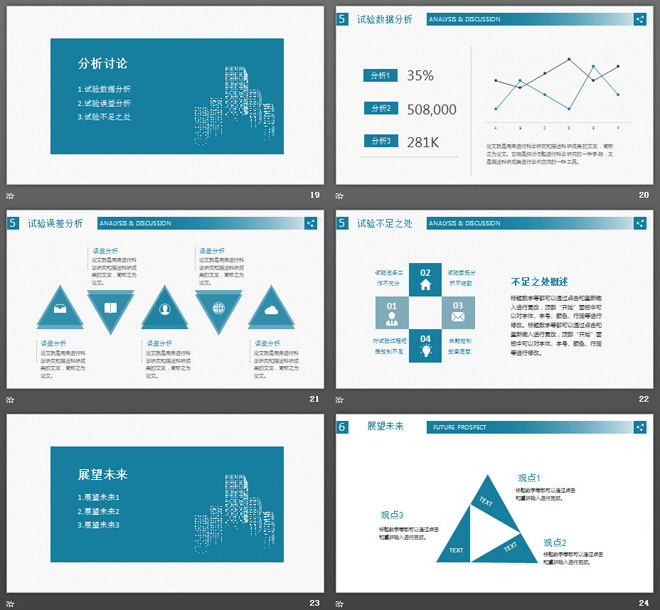 分析讨论
1.试验数据分析
2.试验误差分析
3.试验不足之处
19
5
试验数据分析
ANALYSIS & DISCUSSION
分析1
35%
分析2
508,000
分析3
281K
A B C D E F
论文就是用来进行科学研究和描述科研成果的文章，简称
之为论文。它既是探讨问题进行科学研究的一种手段，又
是描述科研成果进行学术交流的一种工具。
20
5
试验误差分析
ANALYSIS & DISCUSSION
误差分析
论文就是用来进行科
学研究和描述科研成
果的文章，简称之为
论文。
误差分析
论文就是用来进行科
学研究和描述科研成
果的文章，简称之为
论文。
误差分析
论文就是用来进行科
学研究和描述科研成
果的文章，简称之为
论文。
误差分析
论文就是用来进行科
学研究和描述科研成
果的文章，简称之为
论文。
误差分析
论文就是用来进行科
学研究和描述科研成
果的文章，简称之为
论文。
21
5
试验不足之处
ANALYSIS & DISCUSSION
试验准备工
作不充分
02
试验数据分
析不细致
01
03
对试验过程把
握控制不足
04
不足之处概述
标题数字等都可以通过点击和重新输
入进行更改，顶部“开始”面板中可
以对字体、字号、颜色、行距等进行
修改。标题数字等都可以通过点击和
重新输入进行更改，顶部“开始”面
板中可以对字体、字号、颜色、行距
等进行修改。
22
展望未来
1.展望未来1
2.展望未来2
3.展望未来3
23
6
展望未来
FUTURE PROSPECT
观点1
标题数字等都可以通过点击
和重新输入进行更改。
TEXT
观点3
标题数字等都可以通过点击
和重新输入进行更改。
TEXT
TEXT
观点2
标题数字等都可以通过点击
和重新输入进行更改。
24